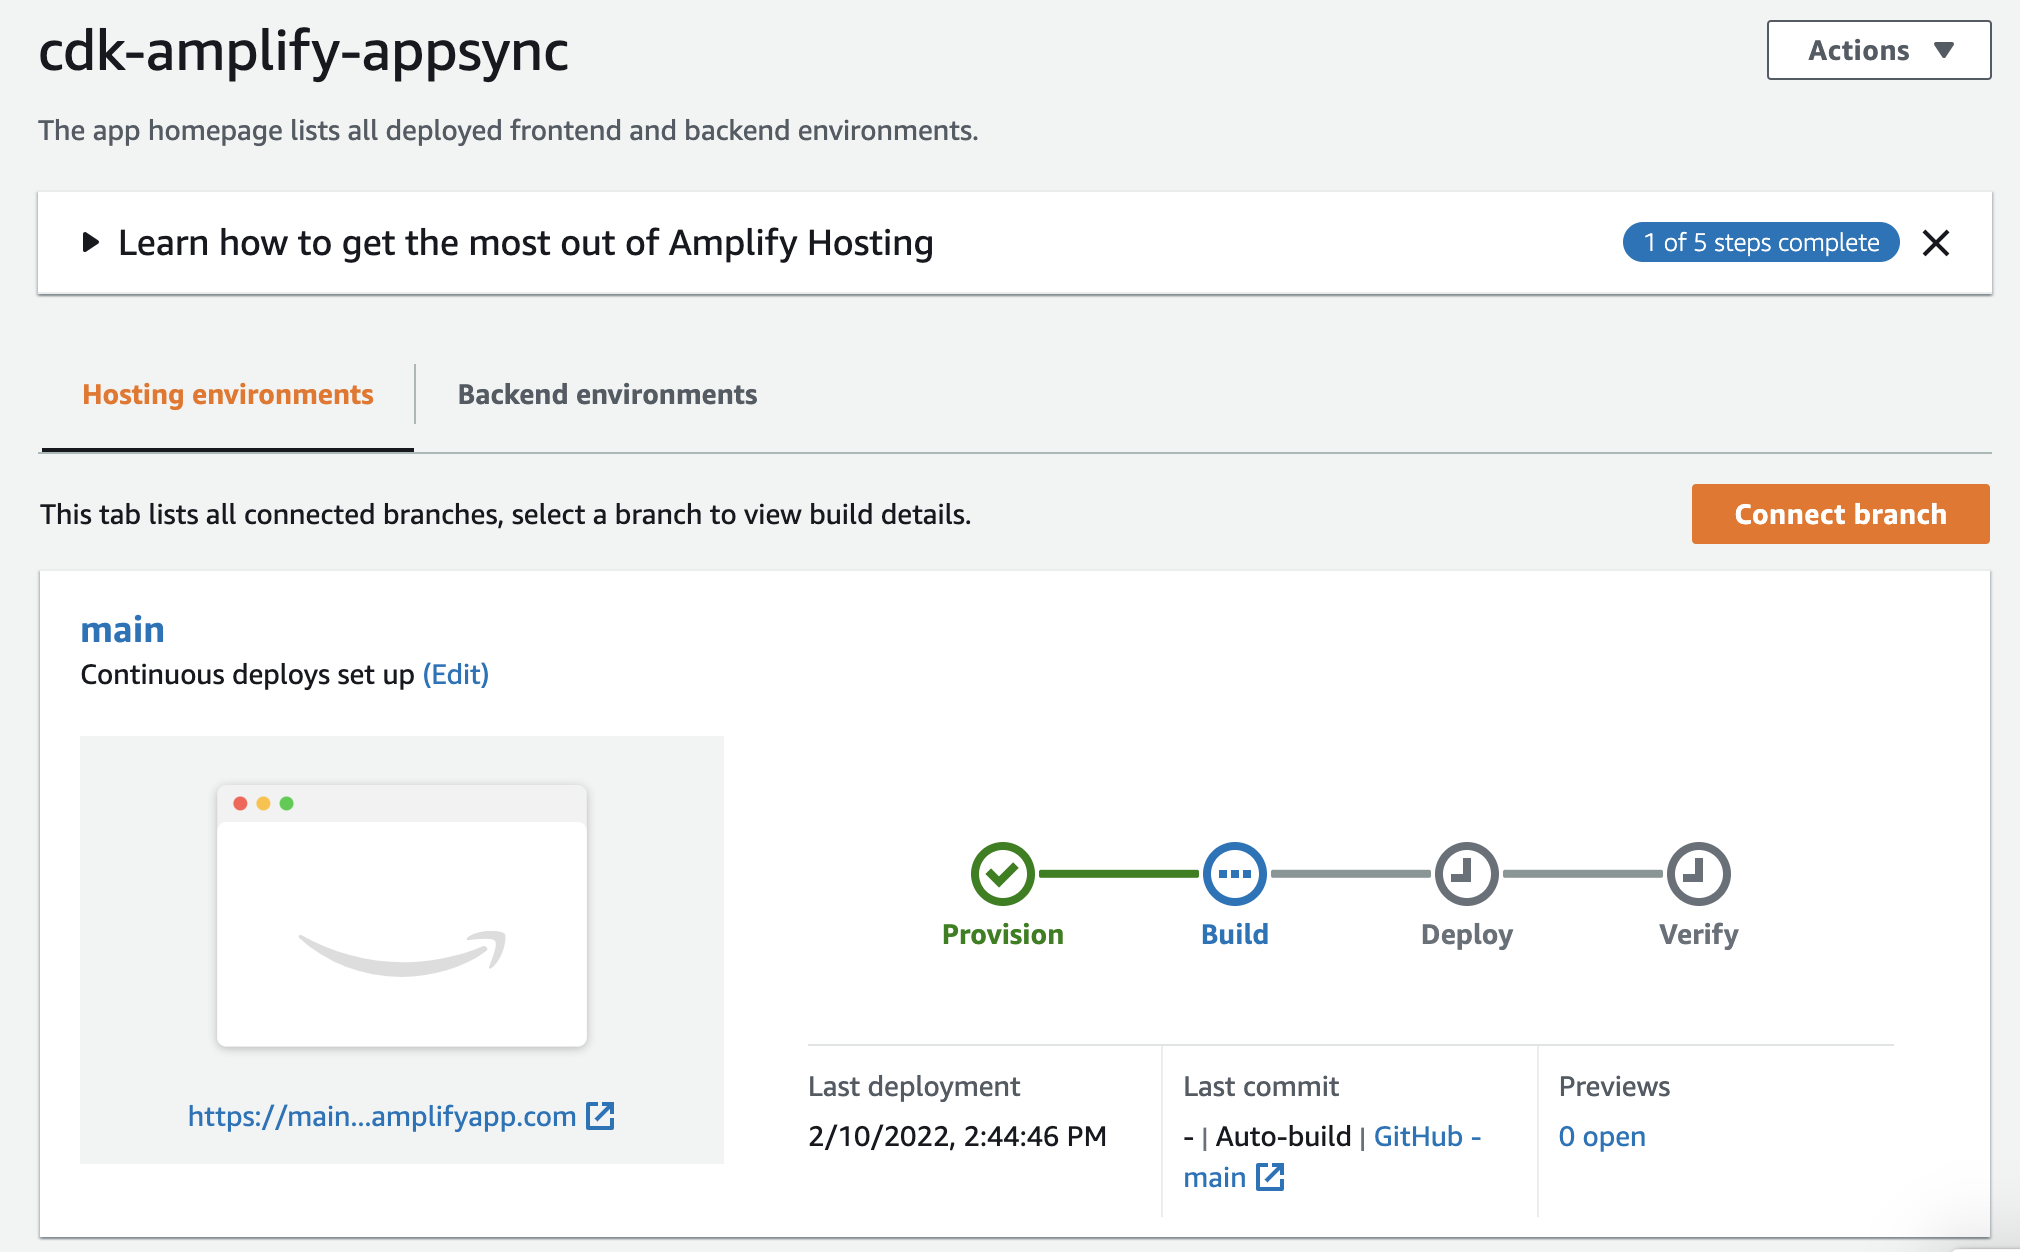 cdk-amplify-appsync
Actions
The app homepage lists all deployed frontend and backend environments.
Learn how to get the most out of Amplify Hosting
1 of 5 steps complete
Hosting environments
Backend environments
This tab lists all connected branches, select a branch to view build details.
Connect branch
main
Continuous deploys set up (Edit)
https://main...amplifyapp.com
Provision
Build
Deploy
Verify
Last deployment
2/10/2022, 2:44:46 PM
Last commit
- | Auto-build | GitHub -
main
Previews
0 open